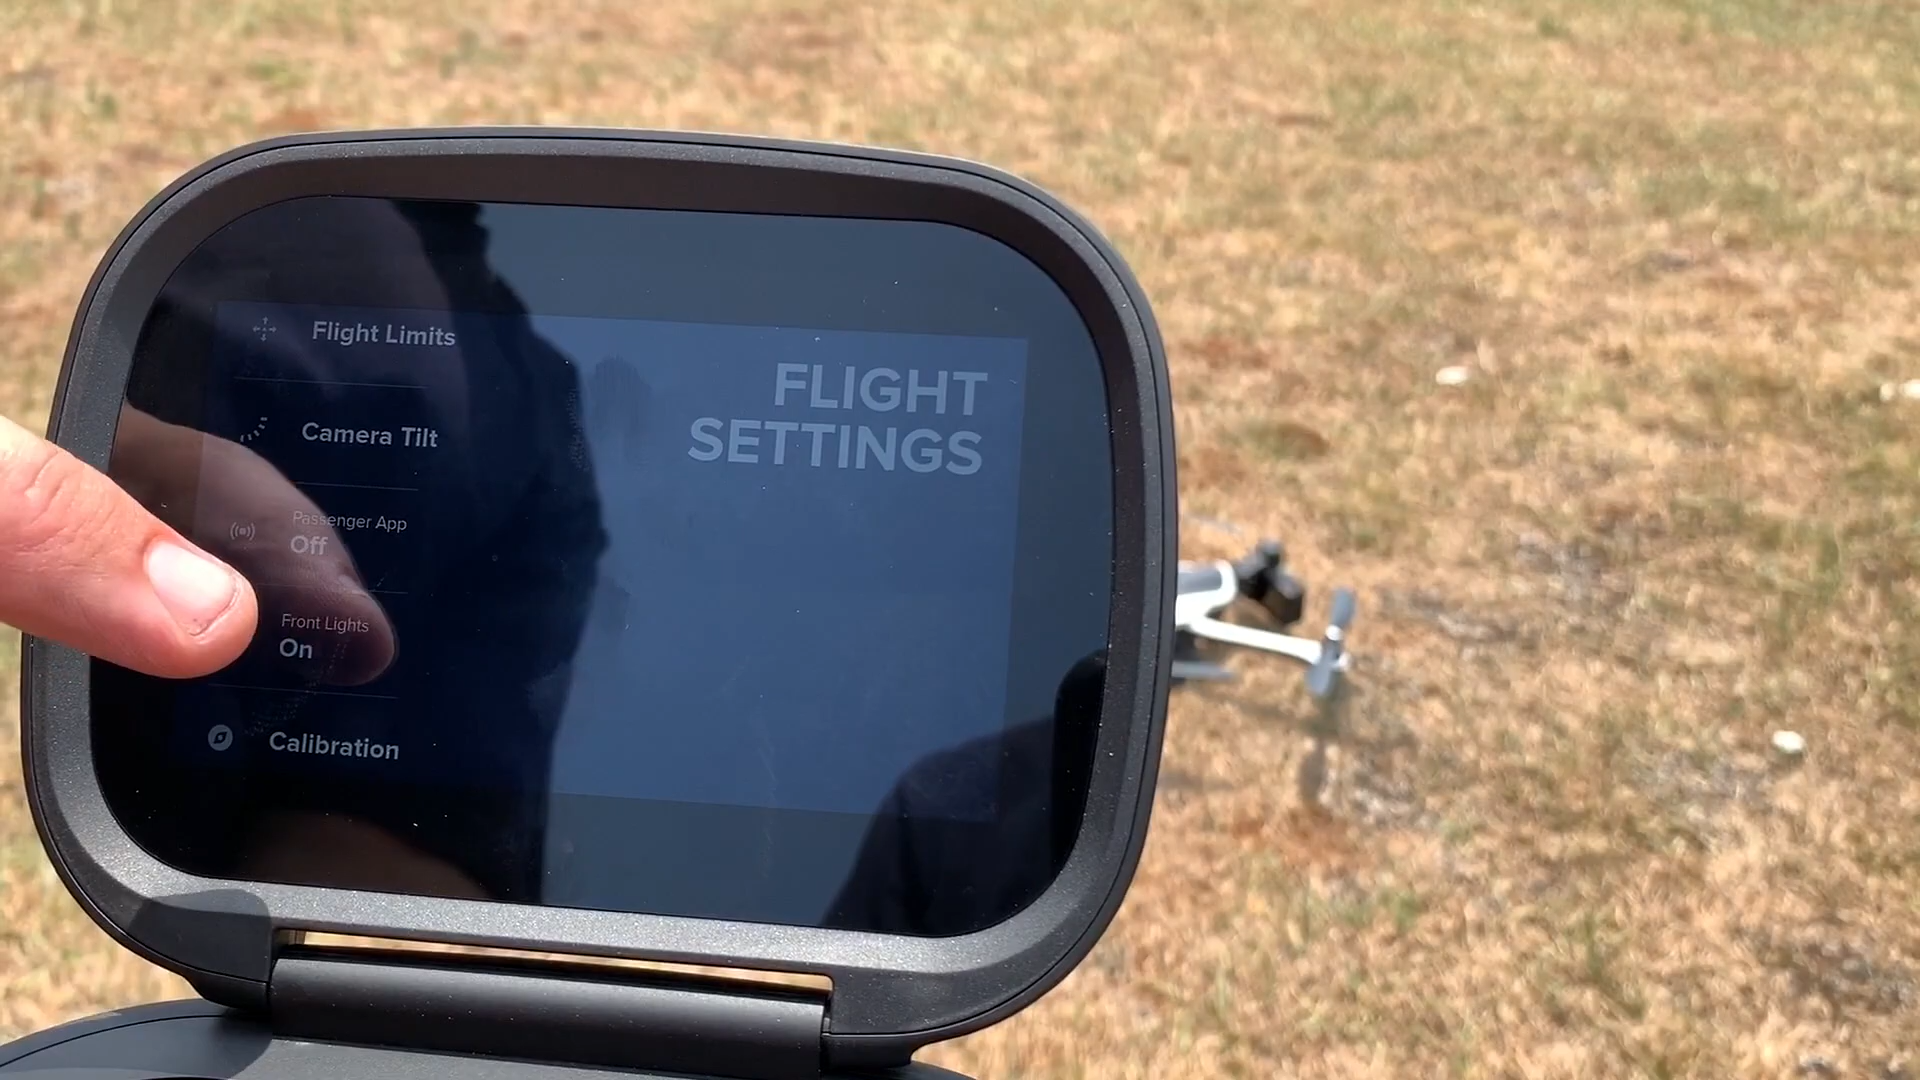 Flight Limits
FLIGHT
SETTINGS
Camera Tilt
Passenger App
Off
Front Lights
On
Calibration